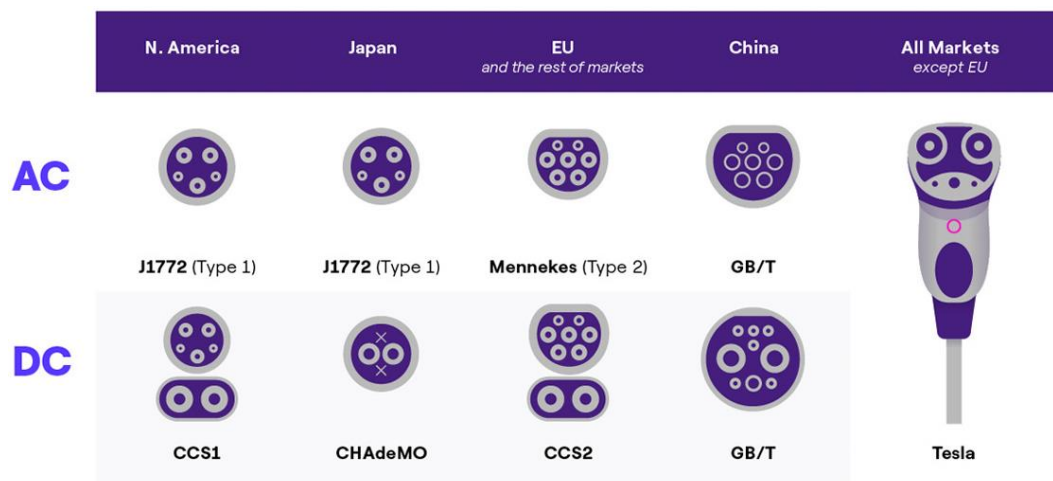 N. America
Japan
EU
and the rest of markets
China
All Markets
except EU
AC
J1772 (Type 1)
J1772 (Type 1)
Mennekes (Type 2)
GB/T
DC
CCS1
CHAdeMO
CCS2
GB/T
Tesla